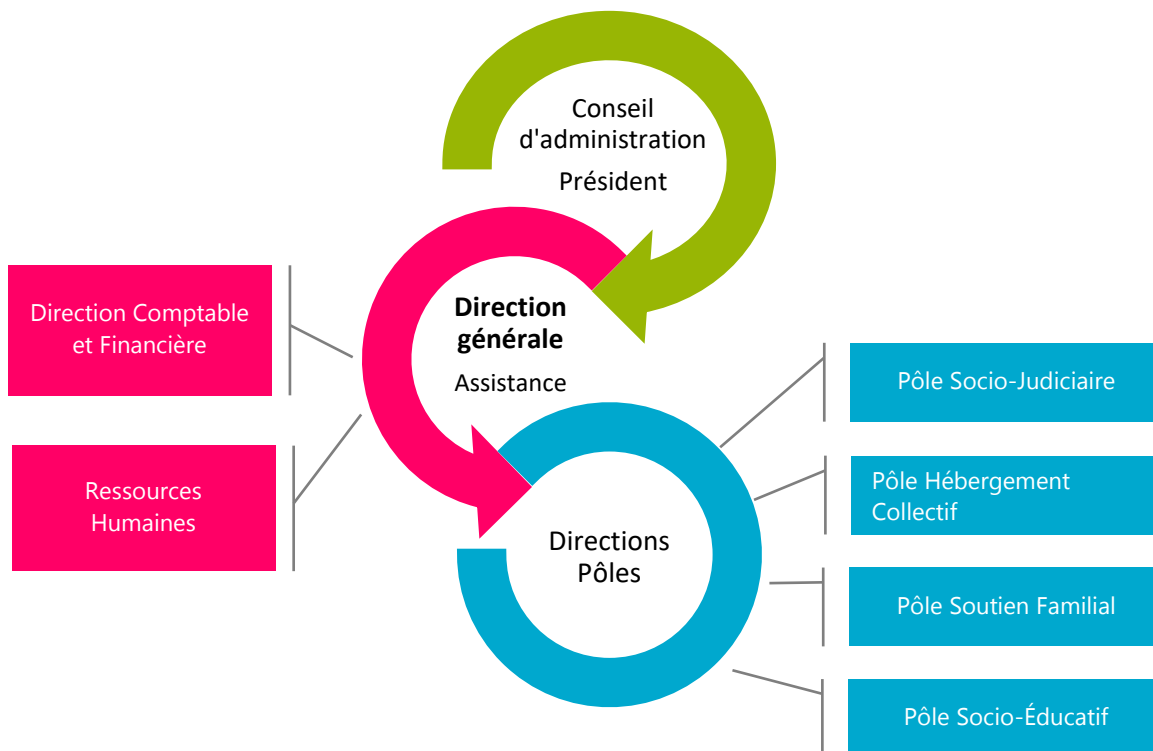 Conseil
d'administration
Président
Direction
générale
Assistance
Direction Comptable
et Financière
Ressources
Humaines
Directions
Pôles
Pôle Socio-Judiciaire
Pôle Hébergement
Collectif
Pôle Soutien Familial
Pôle Socio-Éducatif